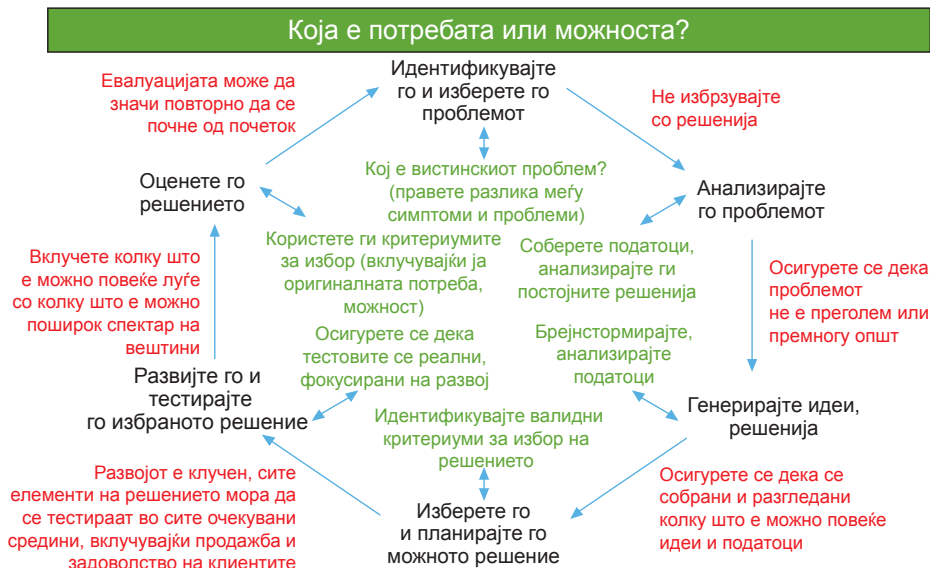 Која е потребата или можноста?
Идентификувајте
го и изберете го
проблемот
Евалуацијата може да
значи повторно да се
почне од почеток
Не избрзувајте
со решенија
Кој е вистинскиот проблем?
(правете разлика меѓу
симптоми и проблеми)
Оценете го
решението
Анализирајте
го проблемот
Користете ги критериумите
за избор (вклучувајќи ја
оригиналната потреба,
можност)
Соберете податоци,
анализирајте ги
постојните решенија
Вклучете колку што
е можно повеќе луѓе
со колку што е можно
поширок спектар на
вештини
Осигурете се дека
проблемот
не е преголем или
премногу општ
Осигурете се дека
тестовите се реални,
фокусирани на развој
Брејнстормирајте,
анализирајте
податоци
Развијте го и
тестирајте
го избраното решение
Генерирајте идеи,
решенија
Идентификувајте валидни
критериуми за избор на
решението
Развојот е клучен, сите
елементи на решението мора да
се тестираат во сите очекувани
средини, вклучувајќи продажба и
задоволство на клиентите
Изберете го
и планирајте го
можното решение
Осигурете се дека се
собрани и разгледани
колку што е можно повеќе
идеи и податоци